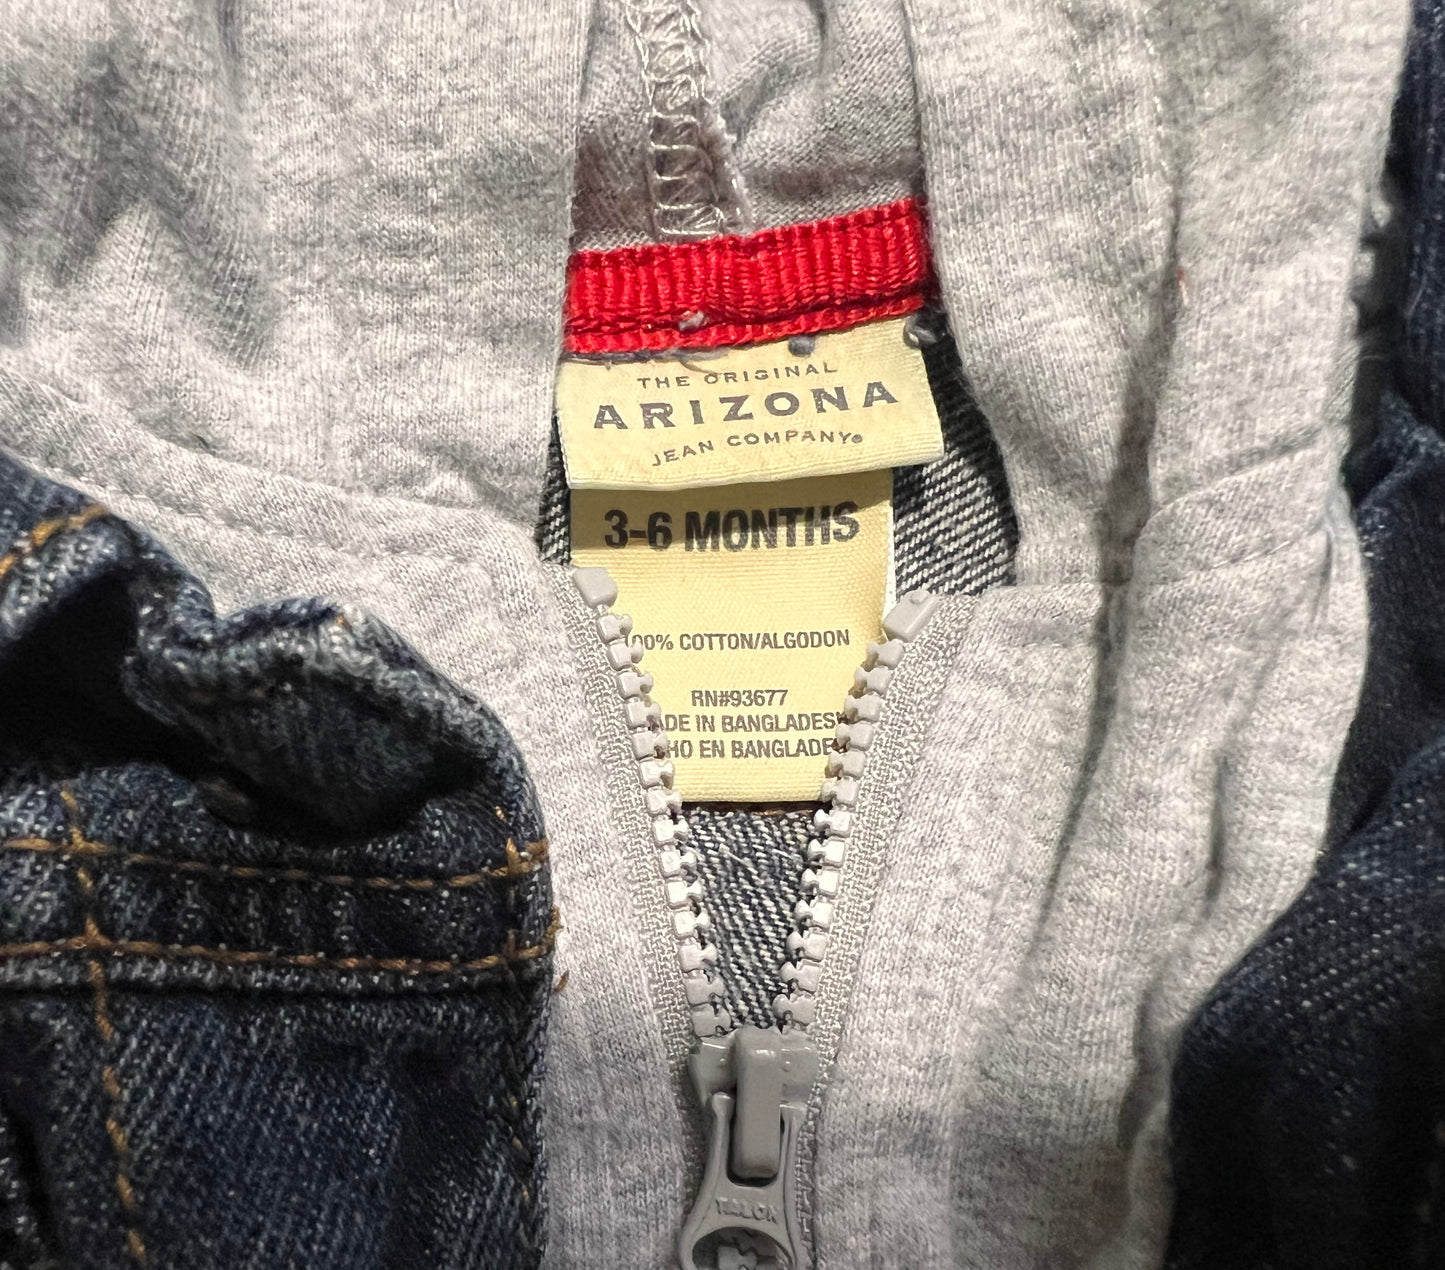 THE ORIGINAL
ARIZONA
JEAN COMPANY®
3-6 MONTHS
00% COTTON/ALGODON
RN#93677
ADE IN BANGLADESH
HO EN BANGLADE
TALON